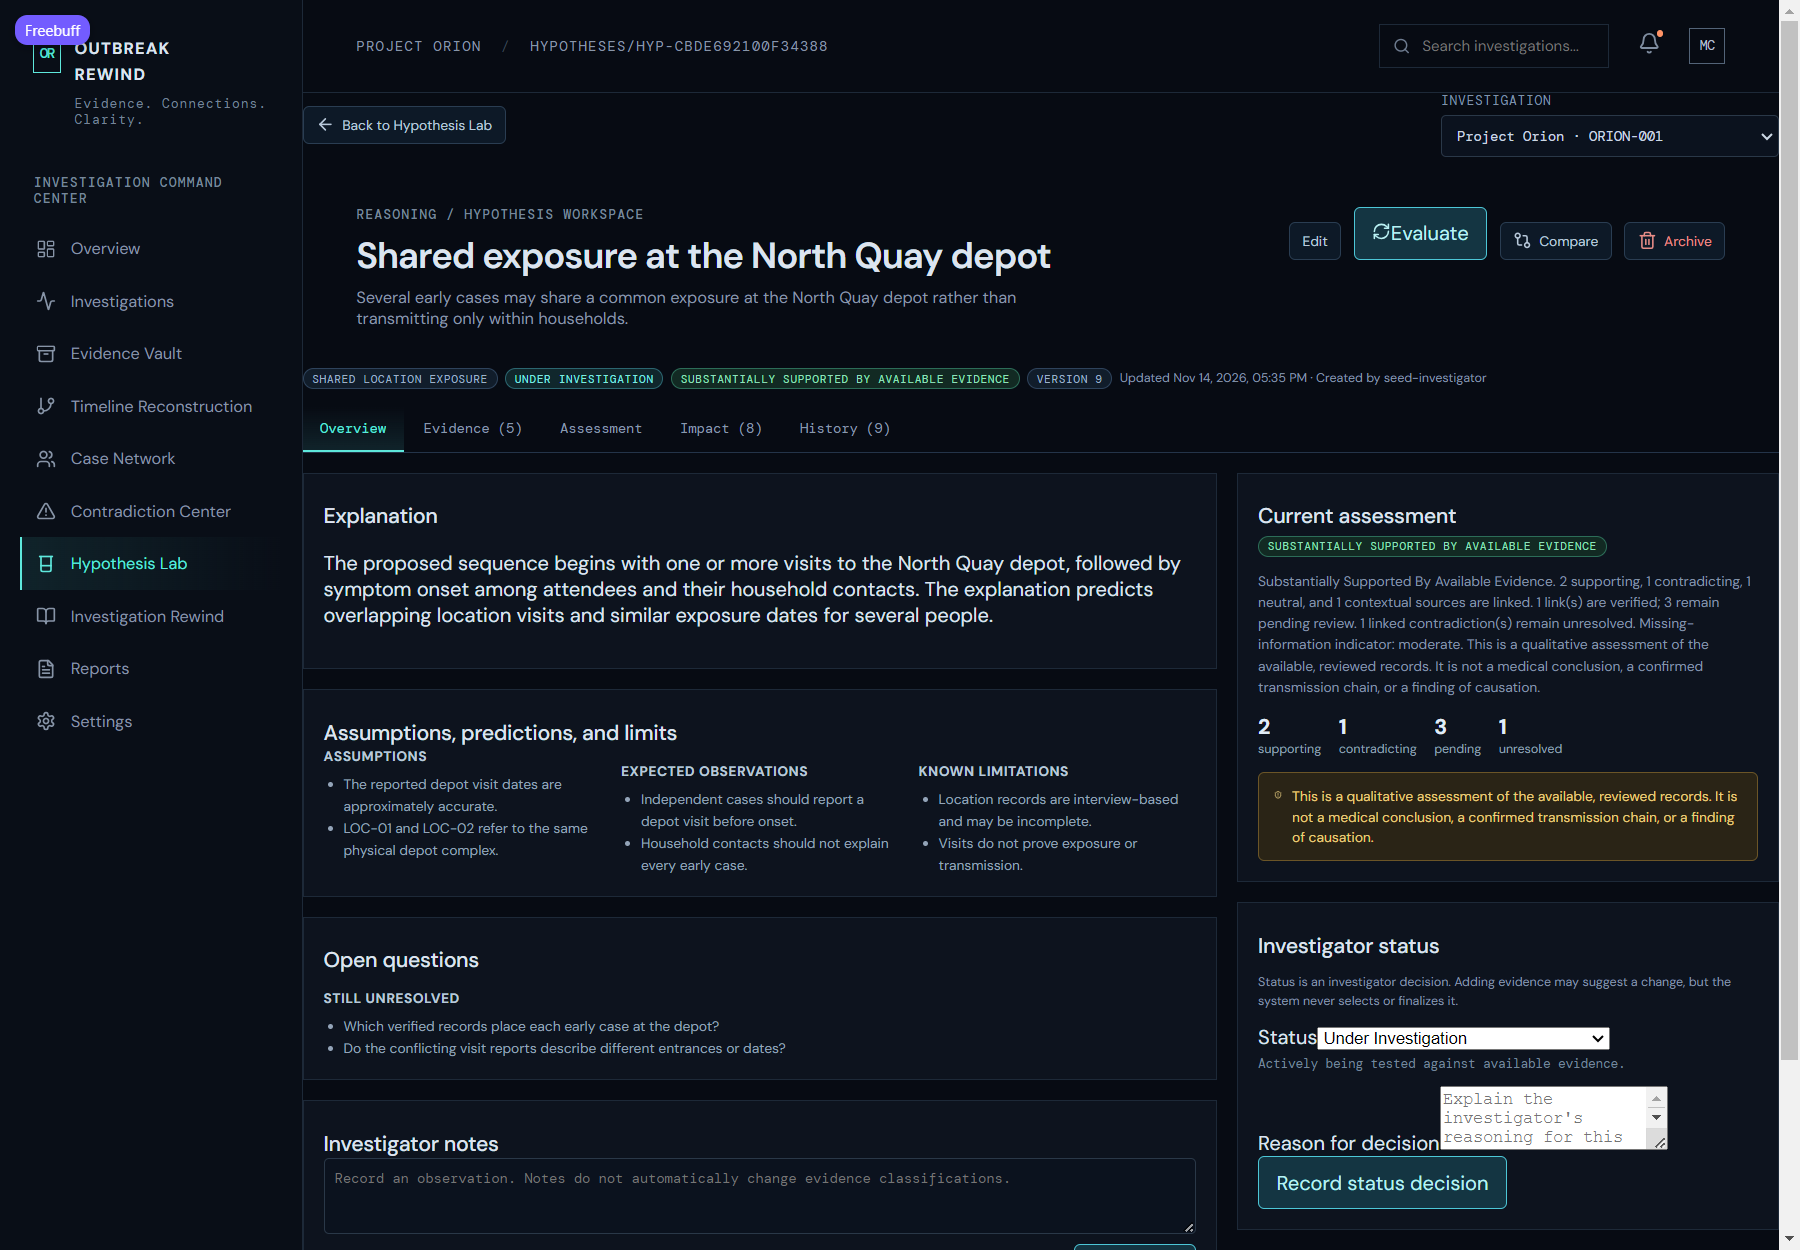 Freebuff
OR
OUTBREAK
REWIND
Evidence. Connections.
Clarity.
INVESTIGATION COMMAND
CENTER
Overview
Investigations
Evidence Vault
Timeline Reconstruction
Case Network
Contradiction Center
Hypothesis Lab
Investigation Rewind
Reports
Settings
PROJECT ORION / HYPOTHESES/HYP-CBDE692100F34388
Search investigations…
MC
Back to Hypothesis Lab
INVESTIGATION
Project Orion · ORION-001
REASONING / HYPOTHESIS WORKSPACE
Shared exposure at the North Quay depot
Several early cases may share a common exposure at the North Quay depot rather than
transmitting only within households.
Edit
Evaluate
Compare
Archive
SHARED LOCATION EXPOSURE
UNDER INVESTIGATION
SUBSTANTIALLY SUPPORTED BY AVAILABLE EVIDENCE
VERSION 9
Updated Nov 14, 2026, 05:35 PM · Created by seed-investigator
Overview
Evidence (5)
Assessment
Impact (8)
History (9)
Explanation
The proposed sequence begins with one or more visits to the North Quay depot, followed by
symptom onset among attendees and their household contacts. The explanation predicts
overlapping location visits and similar exposure dates for several people.
Assumptions, predictions, and limits
ASSUMPTIONS
The reported depot visit dates are
approximately accurate.
LOC-01 and LOC-02 refer to the same
physical depot complex.
EXPECTED OBSERVATIONS
Independent cases should report a
depot visit before onset.
Household contacts should not explain
every early case.
KNOWN LIMITATIONS
Location records are interview-based
and may be incomplete.
Visits do not prove exposure or
transmission.
Open questions
STILL UNRESOLVED
Which verified records place each early case at the depot?
Do the conflicting visit reports describe different entrances or dates?
Investigator notes
Record an observation. Notes do not automatically change evidence classifications.
Current assessment
SUBSTANTIALLY SUPPORTED BY AVAILABLE EVIDENCE
Substantially Supported By Available Evidence. 2 supporting, 1 contradicting, 1
neutral, and 1 contextual sources are linked. 1 link(s) are verified; 3 remain
pending review. 1 linked contradiction(s) remain unresolved. Missing-
information indicator: moderate. This is a qualitative assessment of the
available, reviewed records. It is not a medical conclusion, a confirmed
transmission chain, or a finding of causation.
2 supporting
1 contradicting
3 pending
1 unresolved
This is a qualitative assessment of the available, reviewed records. It is
not a medical conclusion, a confirmed transmission chain, or a finding
of causation.
Investigator status
Status is an investigator decision. Adding evidence may suggest a change, but the
system never selects or finalizes it.
Status Under Investigation
Actively being tested against available evidence.
Reason for decision
Explain the
investigator's
reasoning for this
Record status decision